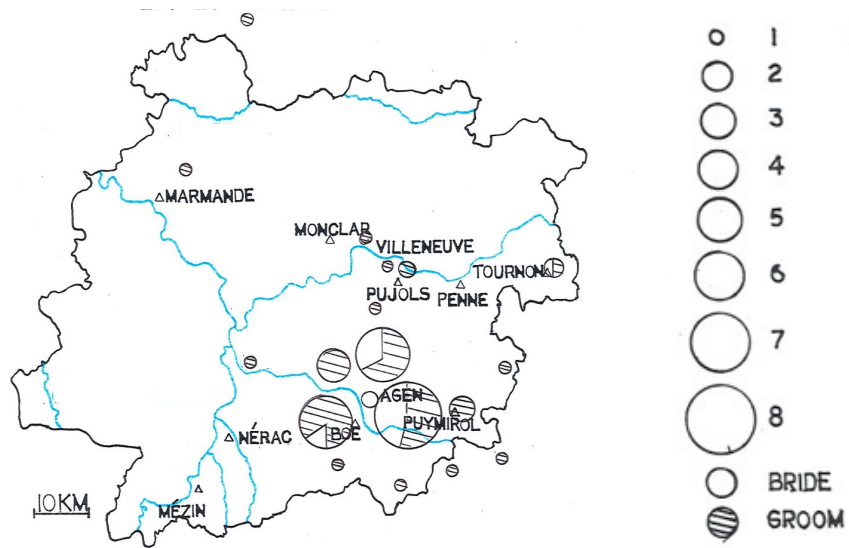 MARMANDE
MONCLAR
VILLENEUVE
TOURNON
PUJOLS
PENNE
AGEN
PUYMIROL
BOÉ
NÉRAC
MÉZIN
10 KM
1
2
3
4
5
6
7
8
BRIDE
GROOM